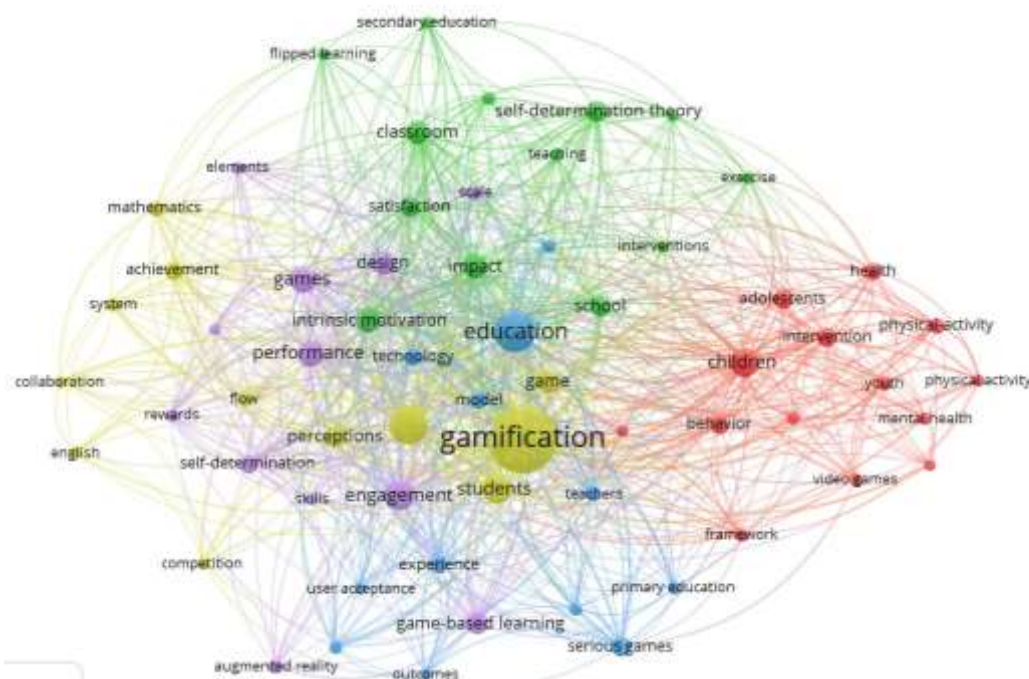 secondary education
flipped learning
self-determination theory
classroom
teaching
elements
exercise
scale
mathematics
satisfaction
interventions
design
impact
achievement
health
games
adolescents
system
school
intrinsic motivation
education
physical activity
intervention
performance
technology
children
collaboration
game
youth
physical activity
flow
model
rewards
mental health
behavior
perceptions
gamification
english
self-determination
video games
engagement
students
skills
teachers
framework
competition
experience
user acceptance
primary education
game-based learning
serious games
augmented reality
outcomes